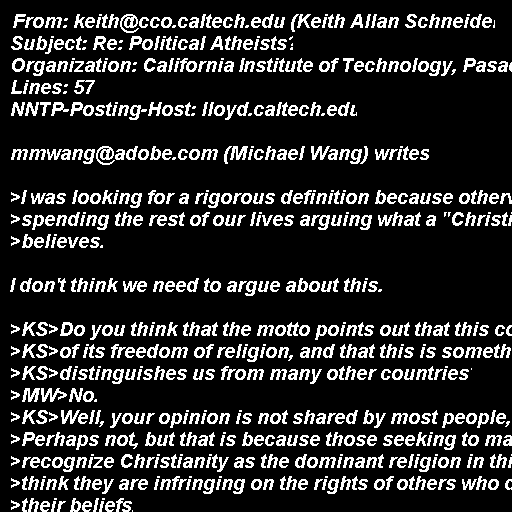 From: keith@cco.caltech.edu (Keith Allan Schneider
Subject: Re: Political Atheists?
Organization: California Institute of Technology, Pasa
Lines: 57
NNTP-Posting-Host: lloyd.caltech.edu
mmwang@adobe.com (Michael Wang) writes
>I was looking for a rigorous definition because otherw
>spending the rest of our lives arguing what a "Christi
>believes.
I don't think we need to argue about this.
>KS>Do you think that the motto points out that this co
>KS>of its freedom of religion, and that this is someth
>KS>distinguishes us from many other countries
>MW>No.
>KS>Well, your opinion is not shared by most people,
>Perhaps not, but that is because those seeking to ma
>recognize Christianity as the dominant religion in thi
>think they are infringing on the rights of others who d
>their beliefs